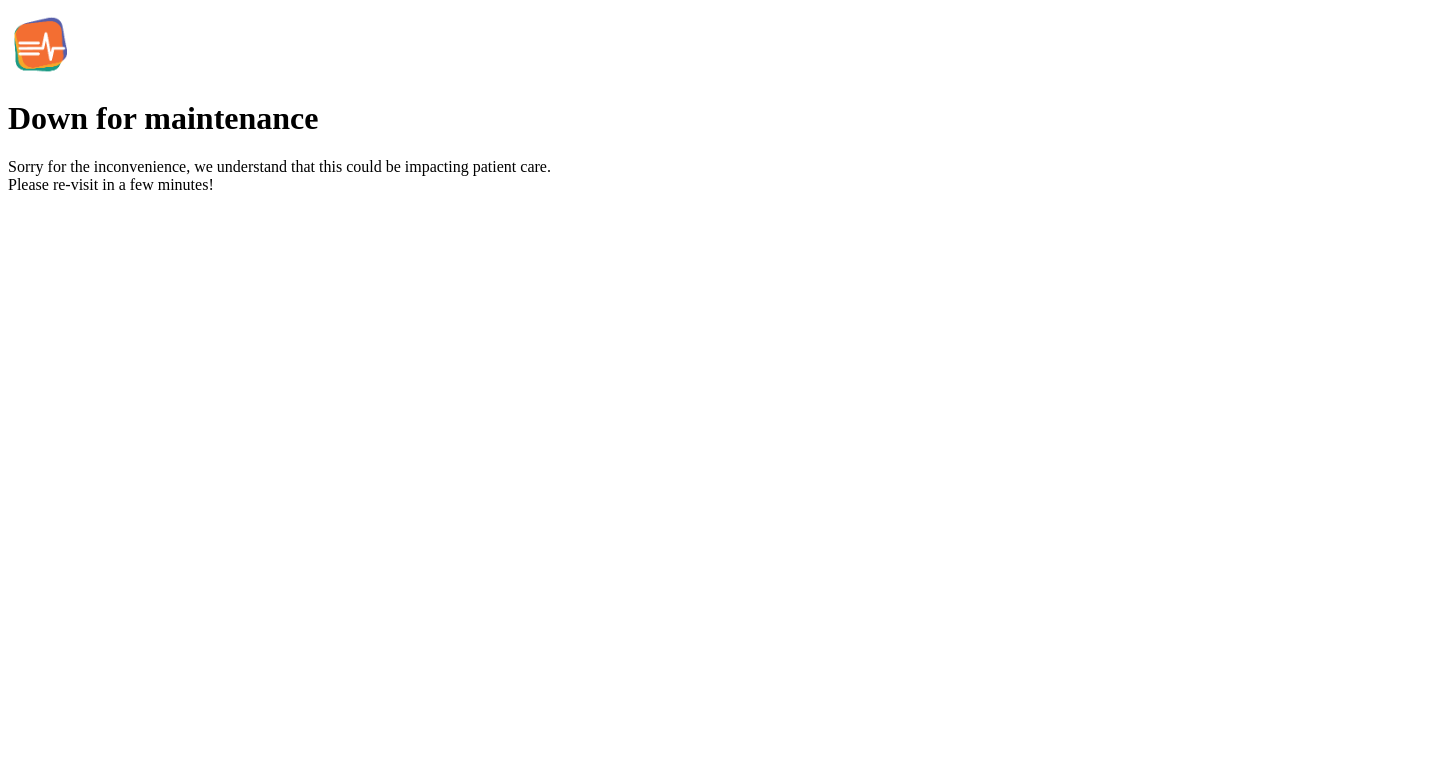 Down for maintenance
Sorry for the inconvenience, we understand that this could be impacting patient care.
Please re-visit in a few minutes!